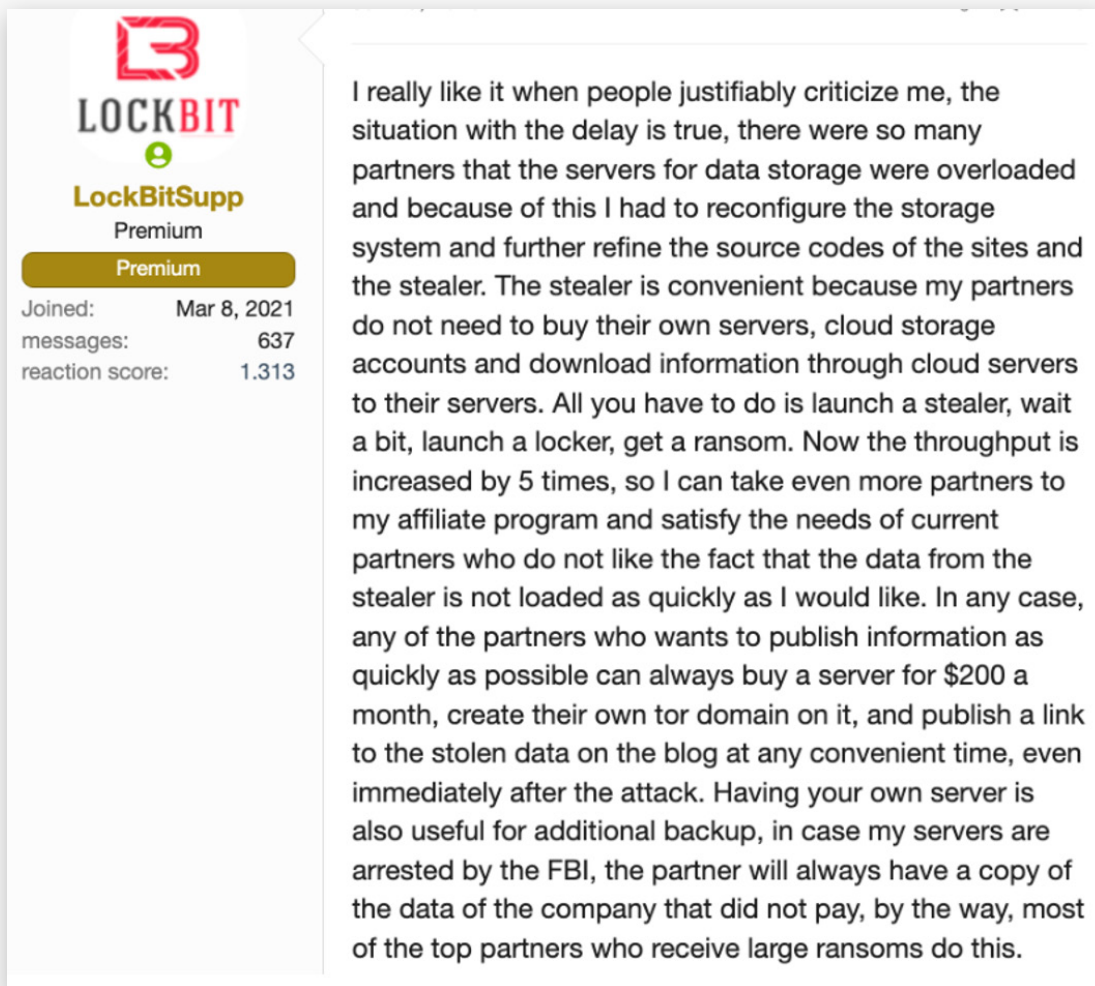 LOCKBIT
LockBitSupp
Premium
Premium
Joined: Mar 8, 2021
messages: 637
reaction score: 1.313
I really like it when people justifiably criticize me, the
situation with the delay is true, there were so many
partners that the servers for data storage were overloaded
and because of this I had to reconfigure the storage
system and further refine the source codes of the sites and
the stealer. The stealer is convenient because my partners
do not need to buy their own servers, cloud storage
accounts and download information through cloud servers
to their servers. All you have to do is launch a stealer, wait
a bit, launch a locker, get a ransom. Now the throughput is
increased by 5 times, so I can take even more partners to
my affiliate program and satisfy the needs of current
partners who do not like the fact that the data from the
stealer is not loaded as quickly as I would like. In any case,
any of the partners who wants to publish information as
quickly as possible can always buy a server for $200 a
month, create their own tor domain on it, and publish a link
to the stolen data on the blog at any convenient time, even
immediately after the attack. Having your own server is
also useful for additional backup, in case my servers are
arrested by the FBI, the partner will always have a copy of
the data of the company that did not pay, by the way, most
of the top partners who receive large ransoms do this.